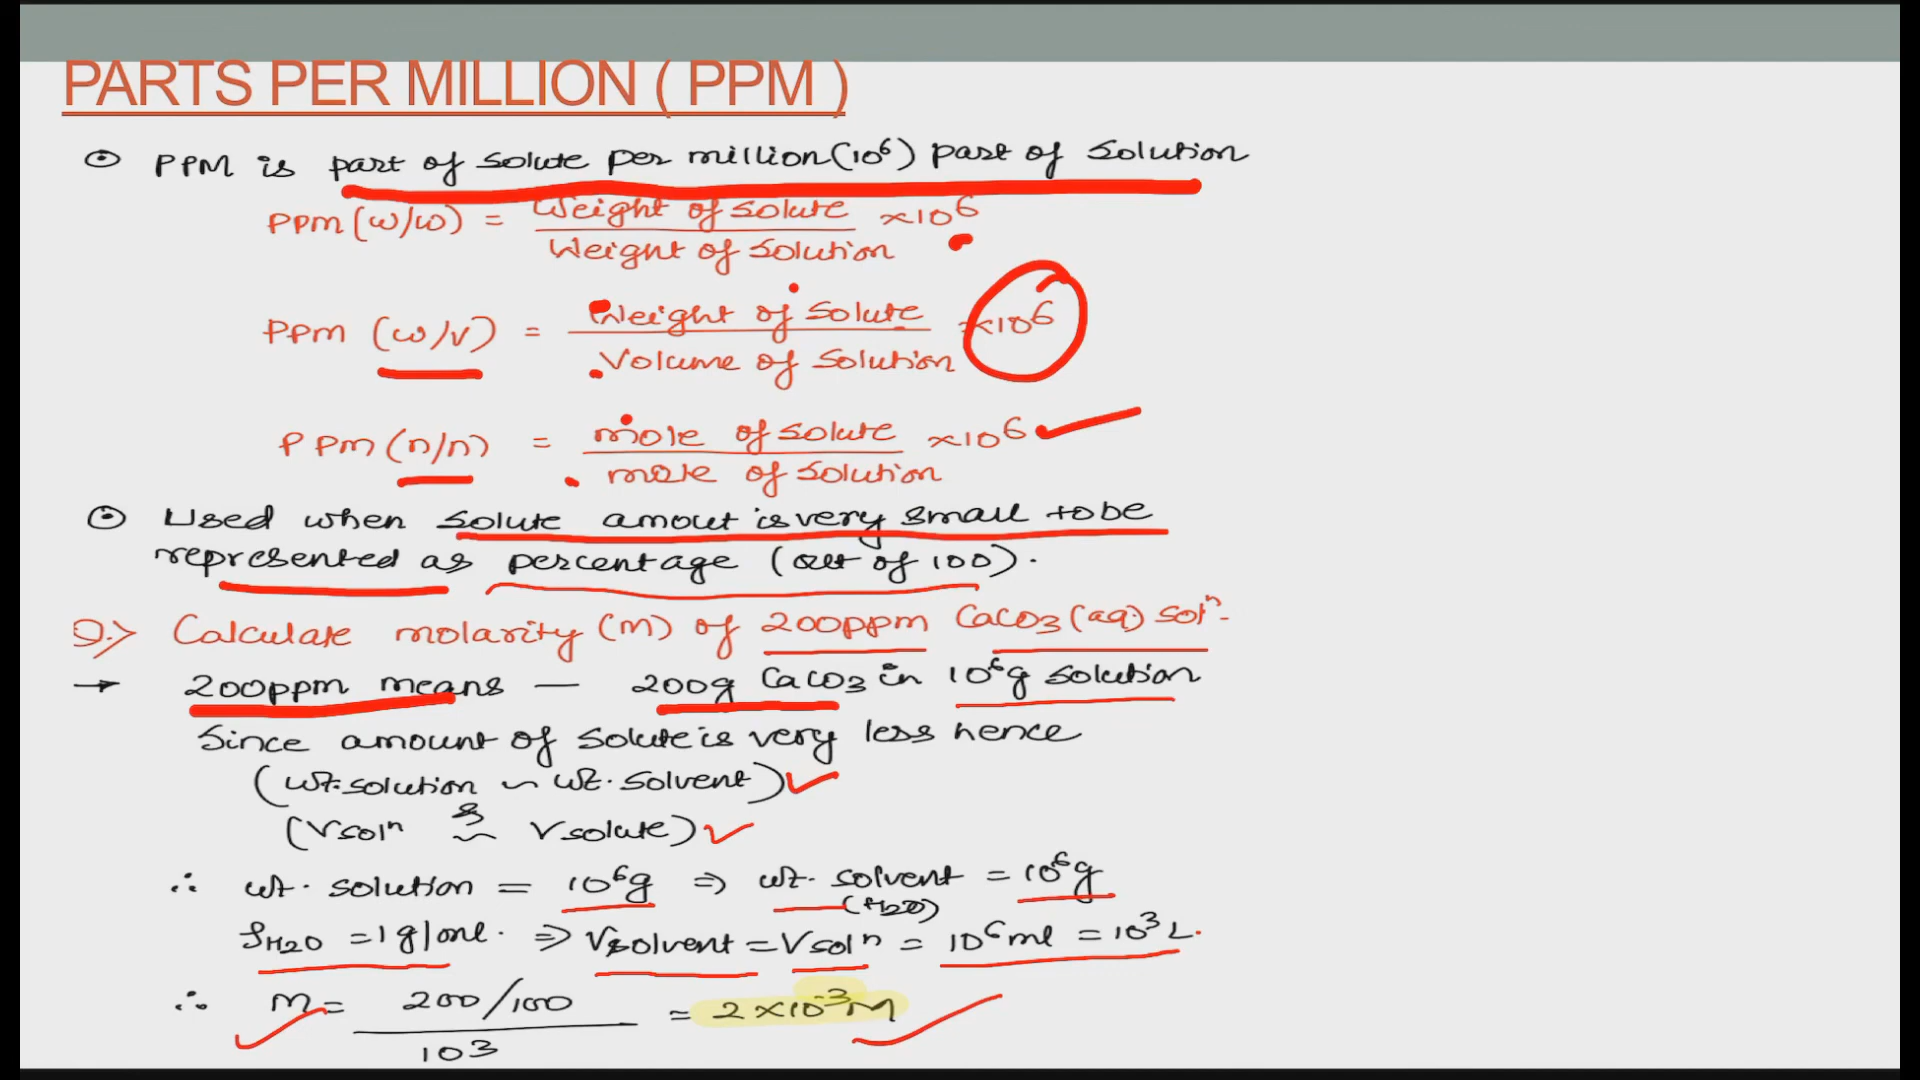 PARTS PER MILLION ( PPM )
⊙ PPM is part of solute per million(10⁶) part of solution
PPm(w/w) = Weight of solute / Weight of solution ×10⁶
PPm (w/v) = Weight of solute / Volume of solution ×10⁶
PPm(n/n) = mole of solute / mole of solution ×10⁶
⊙ Used when solute amout is very small to be
represented as percentage (out of 100).
Q.> Calculate molarity(M) of 200ppm CaCO3(aq.) solⁿ.
→ 200ppm means — 200g CaCO3 in 10⁶g solution
Since amount of solute is very less hence
(wt.solution ~ wt. solvent)
&
(Vsolⁿ ≈ Vsolute)
∴ wt. solution = 10⁶g ⇒ wt. solvent = 10⁶g
(H2O)
ρH2O = 1g/ml. ⇒ Vsolvent = Vsolⁿ = 10⁶ml = 10³L.
∴ M = 200/100 / 103 = 2×10⁻³M